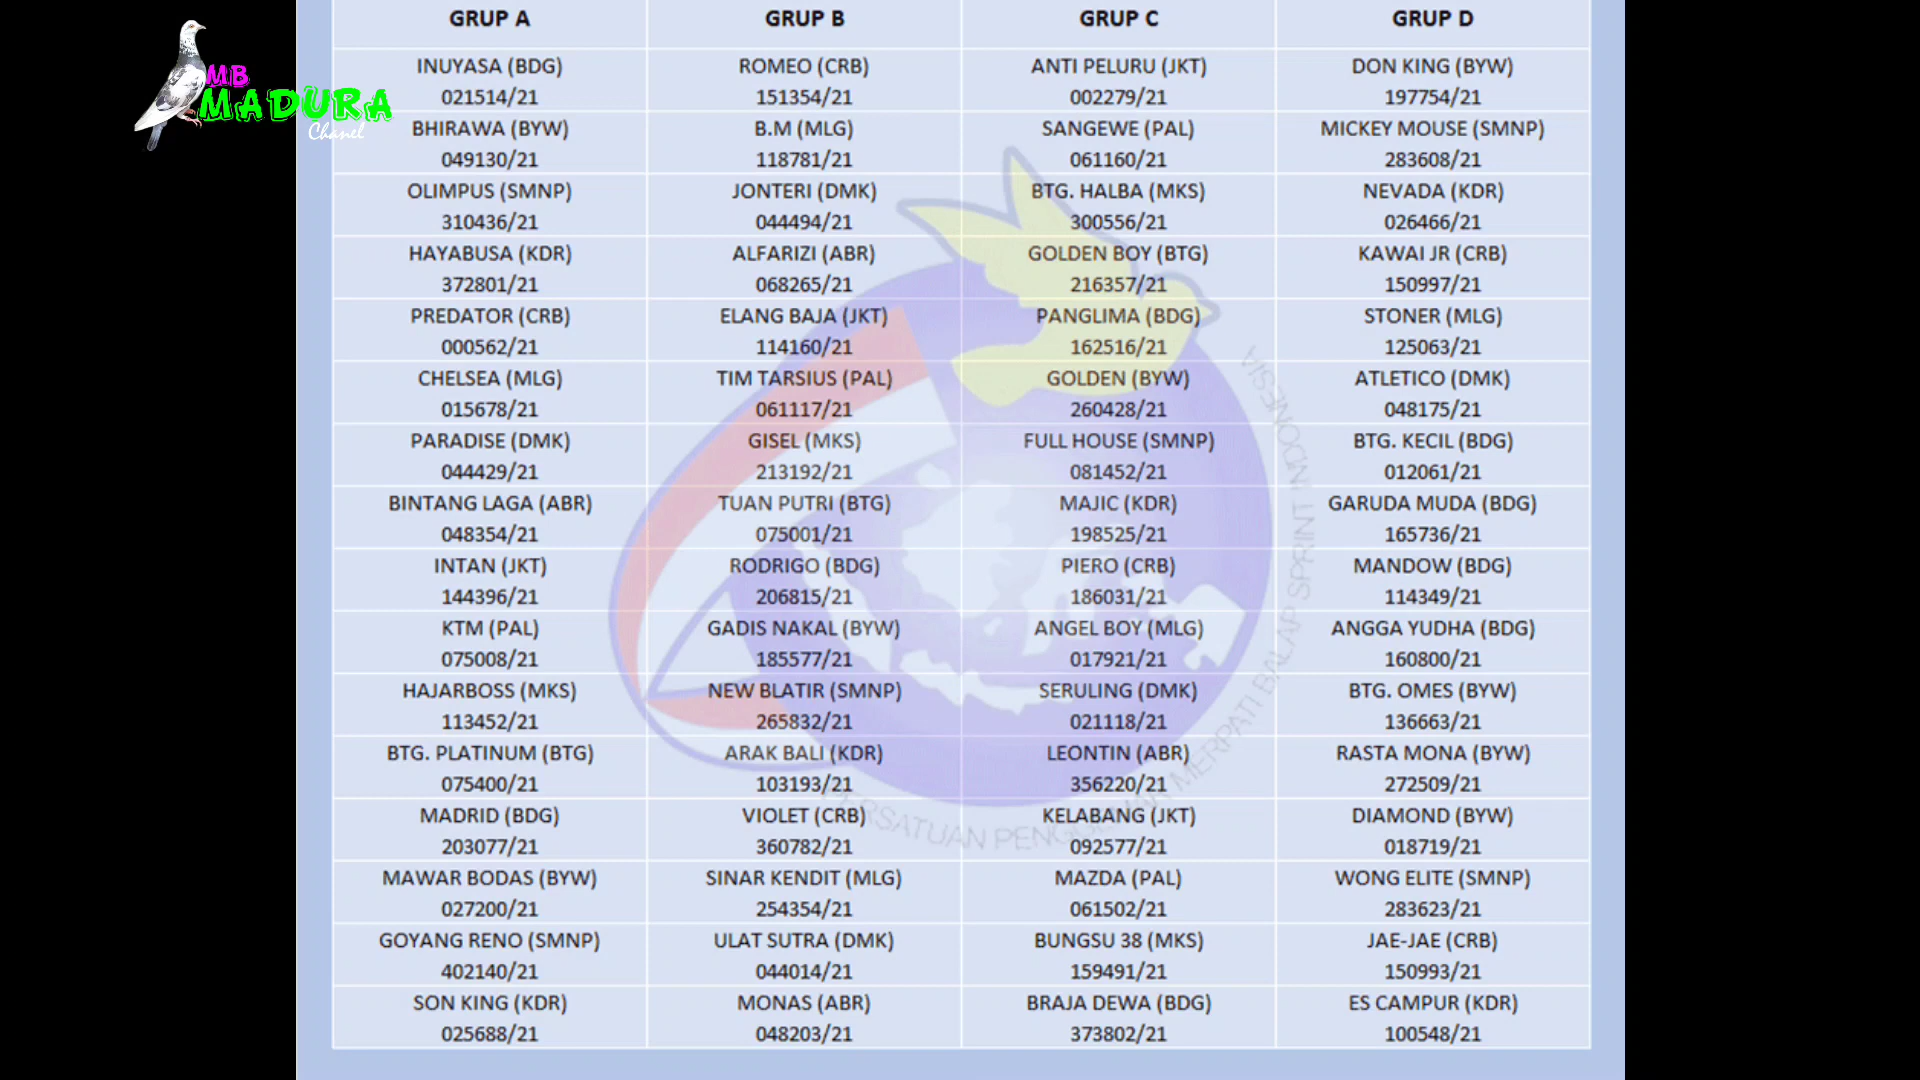 MB
MADURA
Chanel
GRUP A GRUP B GRUP C GRUP D
INUYASA (BDG) ROMEO (CRB) ANTI PELURU (JKT) DON KING (BYW)
021514/21 151354/21 002279/21 197754/21
BHIRAWA (BYW) B.M (MLG) SANGEWE (PAL) MICKEY MOUSE (SMNP)
049130/21 118781/21 061160/21 283608/21
OLIMPUS (SMNP) JONTERI (DMK) BTG. HALBA (MKS) NEVADA (KDR)
310436/21 044494/21 300556/21 026466/21
HAYABUSA (KDR) ALFARIZI (ABR) GOLDEN BOY (BTG) KAWAI JR (CRB)
372801/21 068265/21 216357/21 150997/21
PREDATOR (CRB) ELANG BAJA (JKT) PANGLIMA (BDG) STONER (MLG)
000562/21 114160/21 162516/21 125063/21
CHELSEA (MLG) TIM TARSIUS (PAL) GOLDEN (BYW) ATLETICO (DMK)
015678/21 061117/21 260428/21 048175/21
PARADISE (DMK) GISEL (MKS) FULL HOUSE (SMNP) BTG. KECIL (BDG)
044429/21 213192/21 081452/21 012061/21
BINTANG LAGA (ABR) TUAN PUTRI (BTG) MAJIC (KDR) GARUDA MUDA (BDG)
048354/21 075001/21 198525/21 165736/21
INTAN (JKT) RODRIGO (BDG) PIERO (CRB) MANDOW (BDG)
144396/21 206815/21 186031/21 114349/21
KTM (PAL) GADIS NAKAL (BYW) ANGEL BOY (MLG) ANGGA YUDHA (BDG)
075008/21 185577/21 017921/21 160800/21
HAJARBOSS (MKS) NEW BLATIR (SMNP) SERULING (DMK) BTG. OMES (BYW)
113452/21 265832/21 021118/21 136663/21
BTG. PLATINUM (BTG) ARAK BALI (KDR) LEONTIN (ABR) RASTA MONA (BYW)
075400/21 103193/21 356220/21 272509/21
MADRID (BDG) VIOLET (CRB) KELABANG (JKT) DIAMOND (BYW)
203077/21 360782/21 092577/21 018719/21
MAWAR BODAS (BYW) SINAR KENDIT (MLG) MAZDA (PAL) WONG ELITE (SMNP)
027200/21 254354/21 061502/21 283623/21
GOYANG RENO (SMNP) ULAT SUTRA (DMK) BUNGSU 38 (MKS) JAE-JAE (CRB)
402140/21 044014/21 159491/21 150993/21
SON KING (KDR) MONAS (ABR) BRAJA DEWA (BDG) ES CAMPUR (KDR)
025688/21 048203/21 373802/21 100548/21
PERSATUAN MERPATI BALAP SPRINT INDONESIA